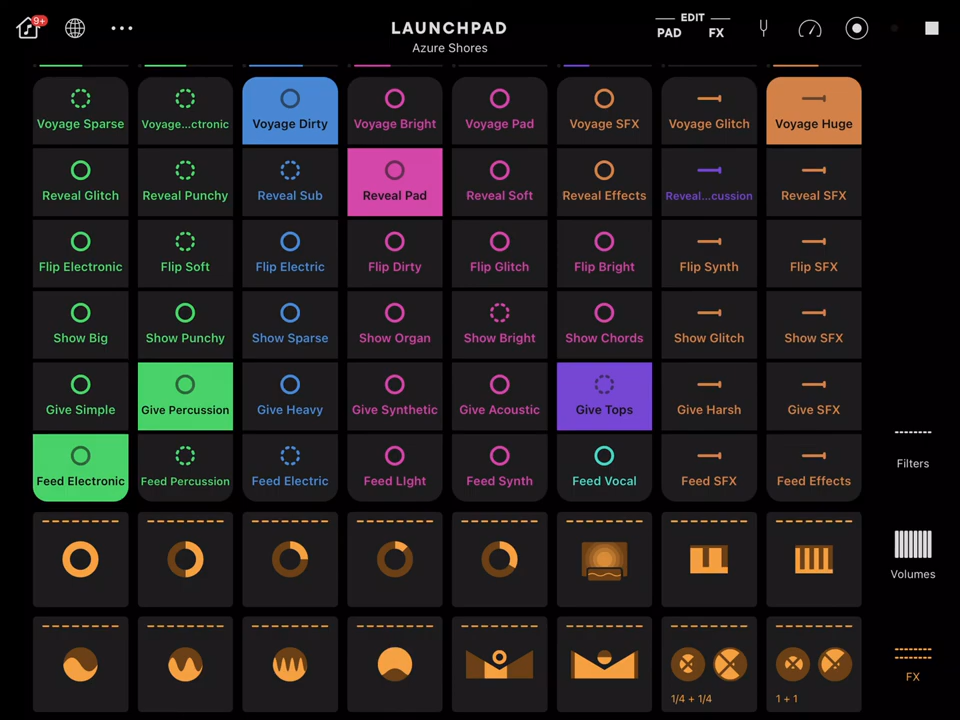 9+
LAUNCHPAD
Azure Shores
EDIT
PAD FX
Voyage Sparse Voyage...ctronic Voyage Dirty Voyage Bright Voyage Pad Voyage SFX Voyage Glitch Voyage Huge
Reveal Glitch Reveal Punchy Reveal Sub Reveal Pad Reveal Soft Reveal Effects Reveal...cussion Reveal SFX
Flip Electronic Flip Soft Flip Electric Flip Dirty Flip Glitch Flip Bright Flip Synth Flip SFX
Show Big Show Punchy Show Sparse Show Organ Show Bright Show Chords Show Glitch Show SFX
Give Simple Give Percussion Give Heavy Give Synthetic Give Acoustic Give Tops Give Harsh Give SFX
Feed Electronic Feed Percussion Feed Electric Feed LIght Feed Synth Feed Vocal Feed SFX Feed Effects
Filters
Volumes
FX
1/4 + 1/4 1 + 1